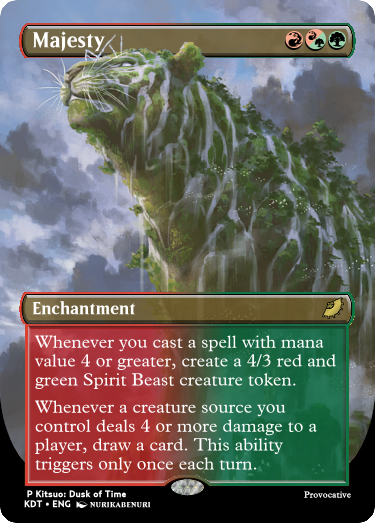 Majesty
Enchantment
Whenever you cast a spell with mana
value 4 or greater, create a 4/3 red and
green Spirit Beast creature token.
Whenever a creature source you
control deals 4 or more damage to a
player, draw a card. This ability
triggers only once each turn.
P Kitsuo: Dusk of Time
KDT • ENG NURIKABENURI
Provocative